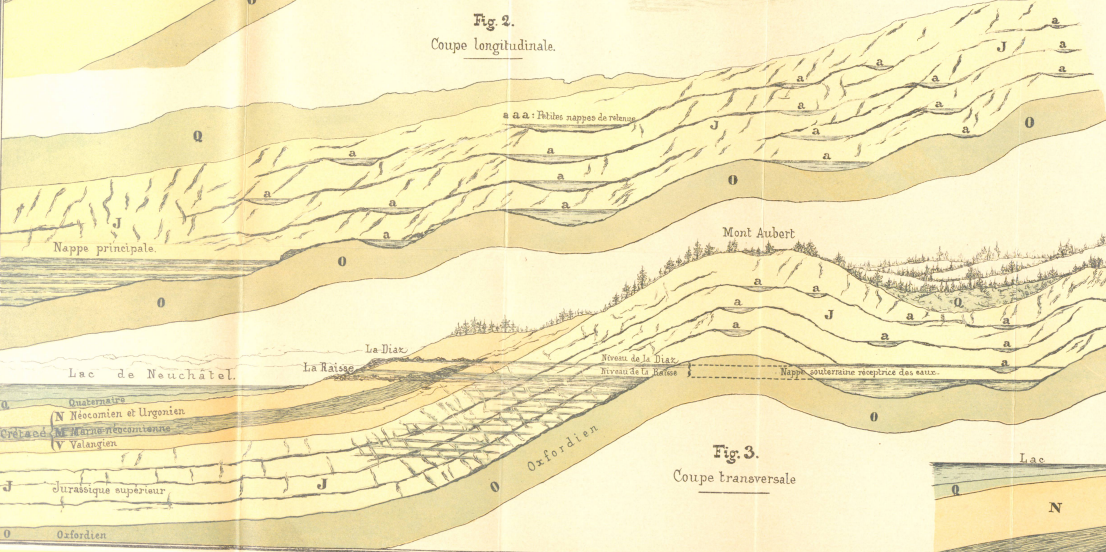 O
Fig. 2.
Coupe longitudinale.
a
J
a
a
a
a
a
a
a
a a a : Petites nappes de retenue
J
O
Q
a
a
a
a
a
a
O
a
a
a
J
a
Nappe principale.
O
O
Mont Aubert
Q
a
a
a
J
a
a
a
a
a
La Diaz
La Raisse
Niveau de la Diaz
Niveau de la Raisse
Nappe souterraine réceptrice des eaux.
Lac de Neuchâtel.
Q Quaternaire
Crétacé
N Néocomien et Urgonien
M Marne néocomienne
V Valangien
O
Oxfordien
J Jurassique supérieur J
O
O Oxfordien
Fig. 3.
Coupe transversale
Lac
Q
N